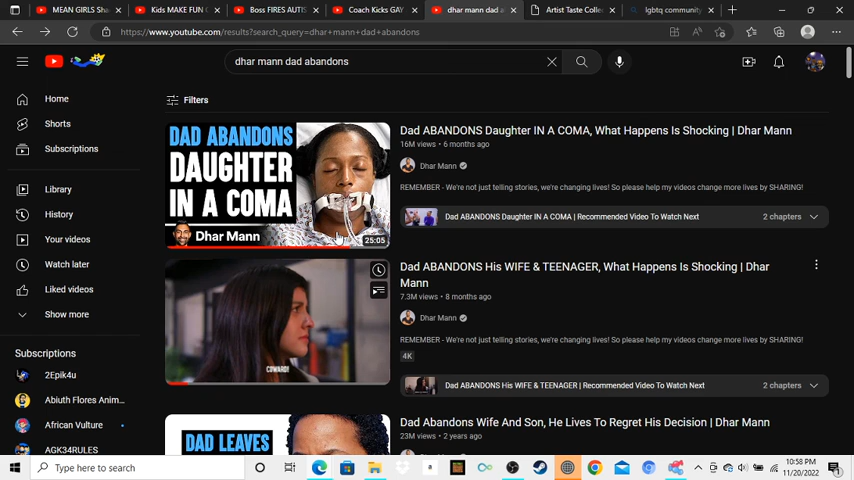 MEAN GIRLS Sha
Kids MAKE FUN O
Boss FIRES AUTIS
Coach Kicks GAY
dhar mann dad a
Artist Taste Collec
lgbtq community
https://www.youtube.com/results?search_query=dhar+mann+dad+abandons
dhar mann dad abandons
Home
Shorts
Subscriptions
Library
History
Your videos
Watch later
Liked videos
Show more
Subscriptions
2Epik4u
Abiuth Flores Anim...
African Vulture
AGK34RULES
Filters
DAD ABANDONS
DAUGHTER
IN A COMA
Dhar Mann
25:05
Dad ABANDONS Daughter IN A COMA, What Happens Is Shocking | Dhar Mann
16M views • 6 months ago
Dhar Mann
REMEMBER - We're not just telling stories, we're changing lives! So please help my videos change more lives by SHARING!
Dad ABANDONS Daughter IN A COMA | Recommended Video To Watch Next
2 chapters
COWARD!
Dad ABANDONS His WIFE & TEENAGER, What Happens Is Shocking | Dhar
Mann
7.3M views • 8 months ago
Dhar Mann
REMEMBER - We're not just telling stories, we're changing lives! So please help my videos change more lives by SHARING!
4K
Dad ABANDONS His WIFE & TEENAGER | Recommended Video To Watch Next
2 chapters
DAD LEAVES
Dad Abandons Wife And Son, He Lives To Regret His Decision | Dhar Mann
23M views • 2 years ago
Type here to search
10:58 PM
11/20/2022